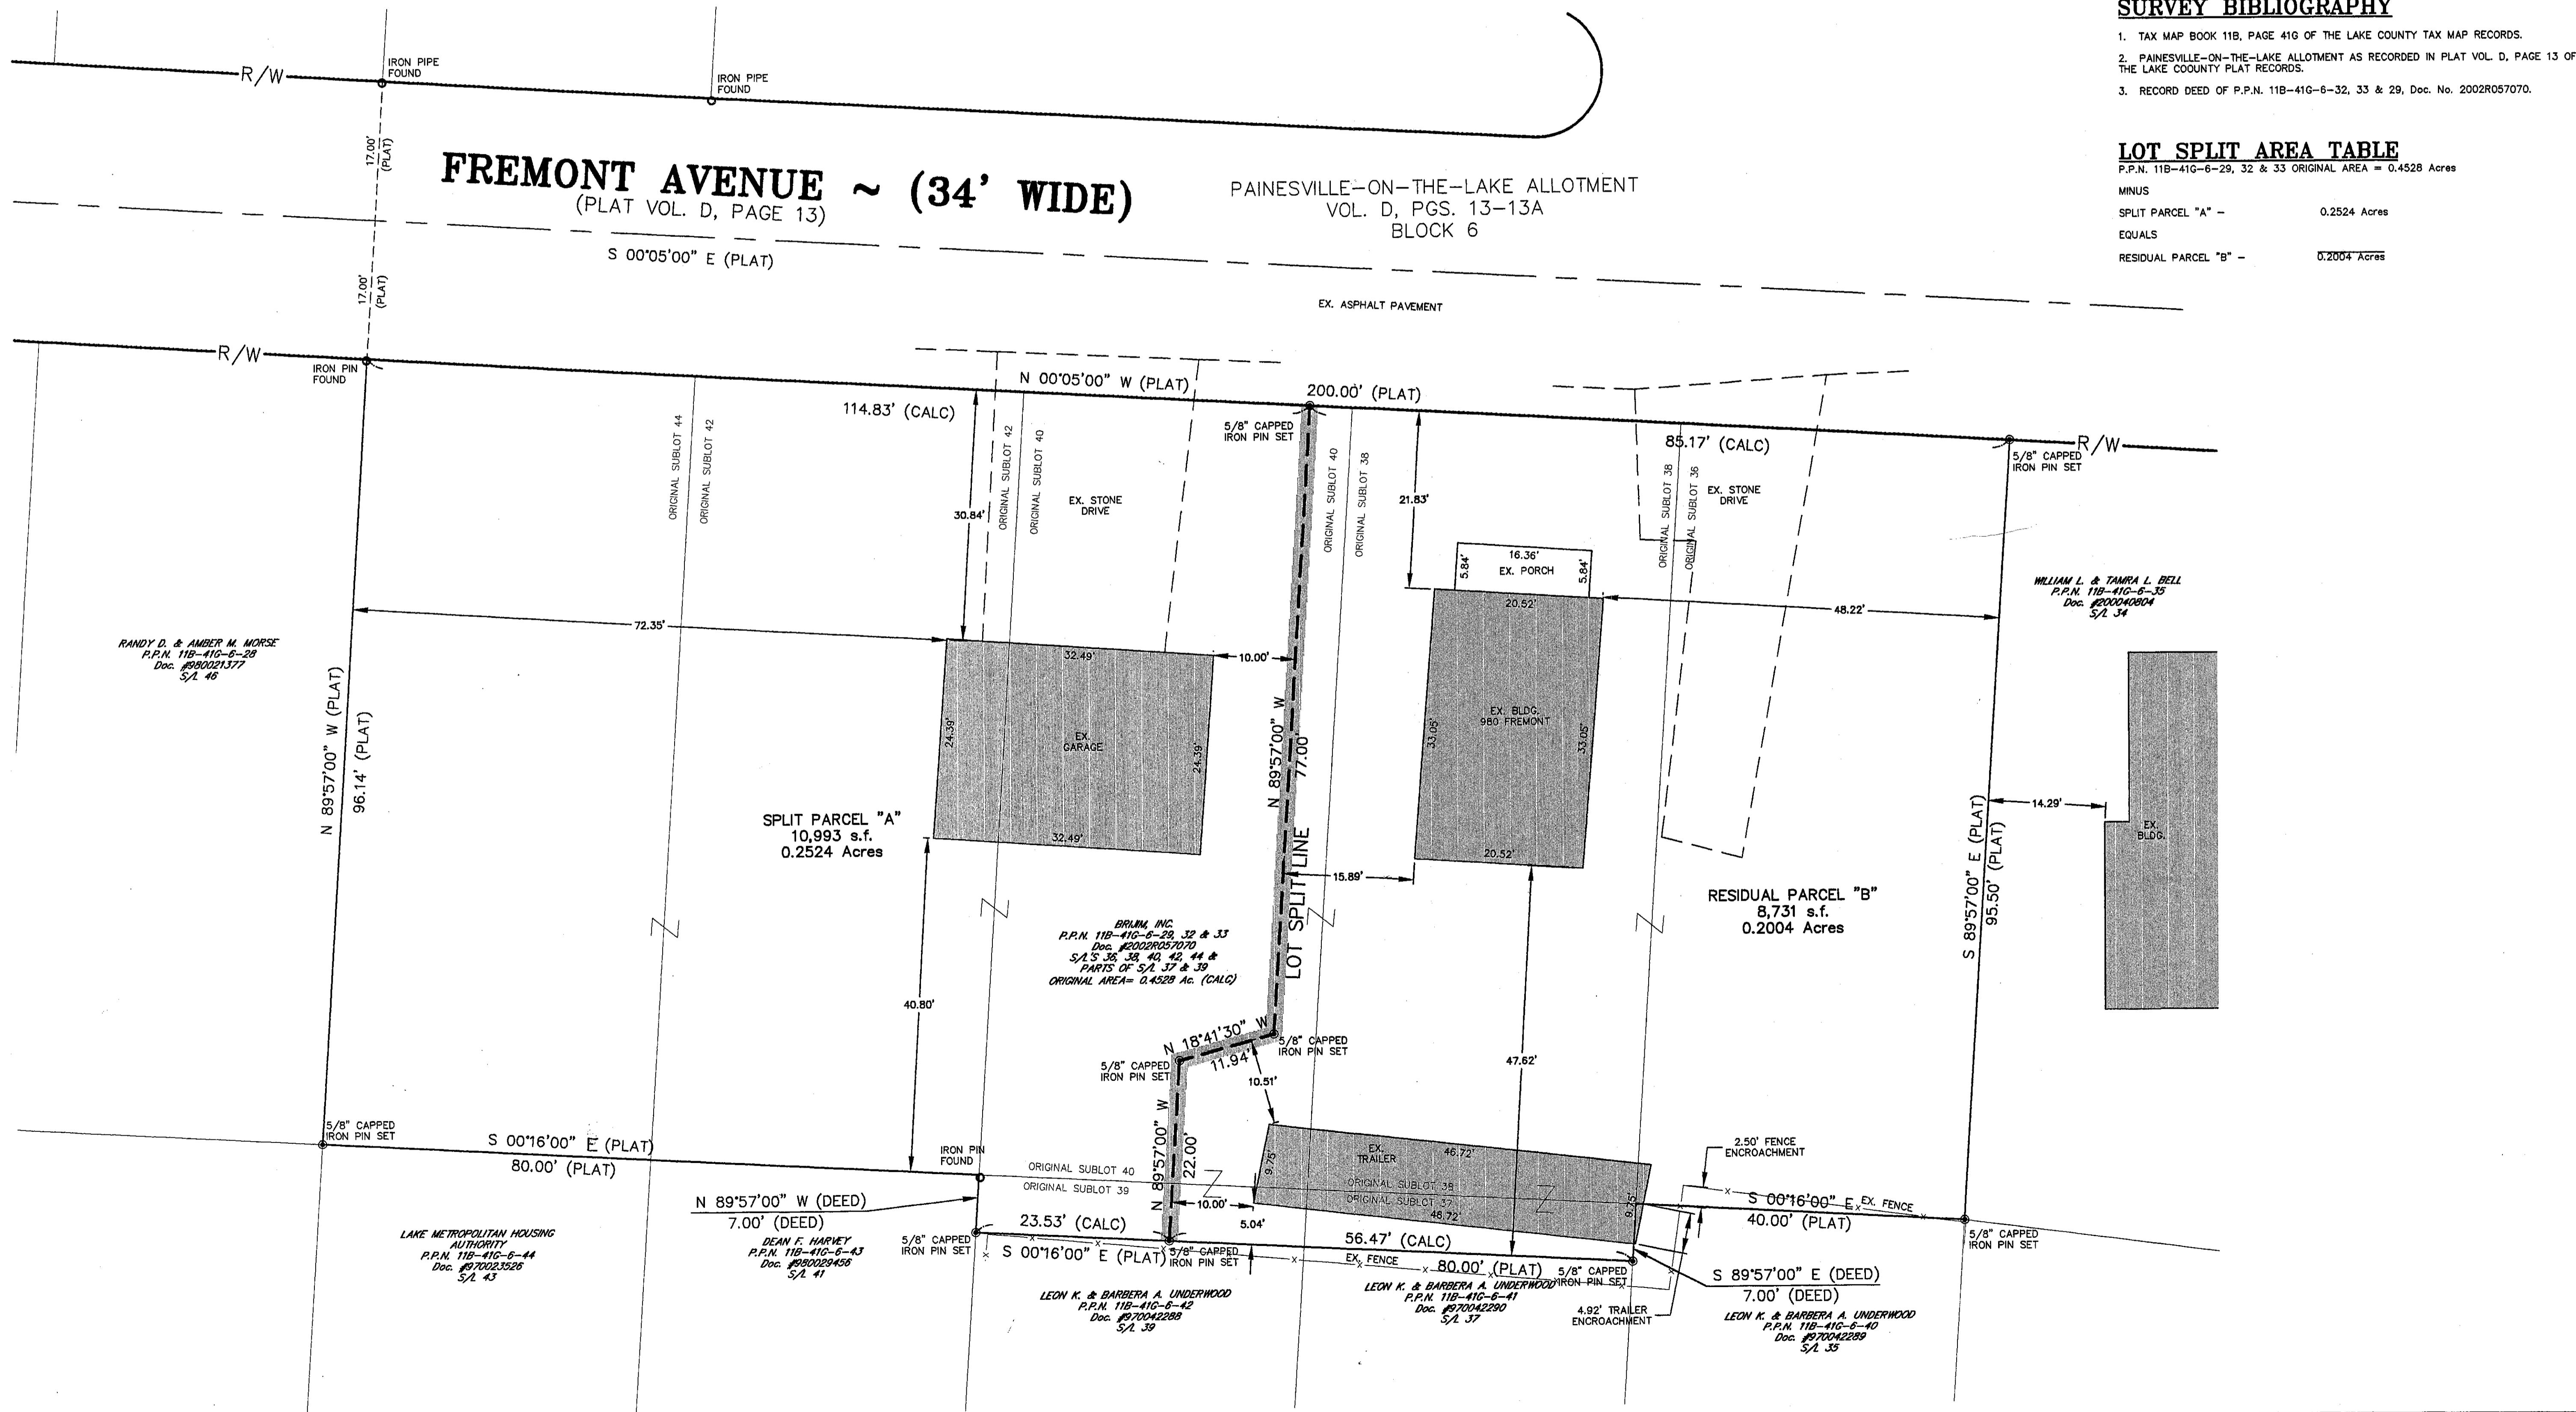 SURVEY BIBLIOGRAPHY
1. TAX MAP BOOK 11B, PAGE 41G OF THE LAKE COUNTY TAX MAP RECORDS.
2. PAINESVILLE-ON-THE-LAKE ALLOTMENT AS RECORDED IN PLAT VOL. D, PAGE 13 OF
THE LAKE COOUNTY PLAT RECORDS.
3. RECORD DEED OF P.P.N. 11B-41G-6-32, 33 & 29, Doc. No. 2002R057070.
LOT SPLIT AREA TABLE
P.P.N. 11B-41G-6-29, 32 & 33 ORIGINAL AREA = 0.4528 Acres
MINUS
SPLIT PARCEL "A" - 0.2524 Acres
EQUALS
RESIDUAL PARCEL "B" - 0.2004 Acres
R/W
IRON PIPE
FOUND
IRON PIPE
FOUND
17.00'
(PLAT)
FREMONT AVENUE ~ (34' WIDE)
(PLAT VOL. D, PAGE 13)
PAINESVILLE-ON-THE-LAKE ALLOTMENT
VOL. D, PGS. 13-13A
BLOCK 6
S 00°05'00" E (PLAT)
17.00'
(PLAT)
EX. ASPHALT PAVEMENT
R/W
IRON PIN
FOUND
N 00°05'00" W (PLAT)
200.00' (PLAT)
114.83' (CALC)
5/8" CAPPED
IRON PIN SET
85.17' (CALC)
R/W
5/8" CAPPED
IRON PIN SET
ORIGINAL SUBLOT 44
ORIGINAL SUBLOT 42
ORIGINAL SUBLOT 42
ORIGINAL SUBLOT 40
ORIGINAL SUBLOT 40
ORIGINAL SUBLOT 38
ORIGINAL SUBLOT 38
ORIGINAL SUBLOT 36
30.84'
EX. STONE
DRIVE
21.83'
EX. STONE
DRIVE
16.36'
5.84'
EX. PORCH
5.84'
20.52'
48.22'
WILLIAM L. & TAMRA L. BELL
P.P.N. 11B-41G-6-35
Doc. #200040804
S/L 34
RANDY D. & AMBER M. MORSE
P.P.N. 11B-41G-6-28
Doc. #980021377
S/L 46
72.35'
32.49'
10.00'
N 89°57'00" W (PLAT)
96.14' (PLAT)
24.39'
EX.
GARAGE
24.39'
32.49'
N 89°57'00" W
77.00'
LOT SPLIT LINE
33.05'
EX. BLDG.
980 FREMONT
33.05'
20.52'
15.89'
14.29'
EX.
BLDG.
SPLIT PARCEL "A"
10,993 s.f.
0.2524 Acres
RESIDUAL PARCEL "B"
8,731 s.f.
0.2004 Acres
S 89°57'00" E (PLAT)
95.50' (PLAT)
BRIJIM, INC.
P.P.N. 11B-41G-6-29, 32 & 33
Doc. #2002R057070
S/L'S 36, 38, 40, 42, 44 &
PARTS OF S/L 37 & 39
ORIGINAL AREA= 0.4528 Ac. (CALC)
40.80'
47.62'
N 18°41'30" W
11.94'
5/8" CAPPED
IRON PIN SET
5/8" CAPPED
IRON PIN SET
10.51'
5/8" CAPPED
IRON PIN SET
S 00°16'00" E (PLAT)
80.00' (PLAT)
IRON PIN
FOUND
ORIGINAL SUBLOT 40
ORIGINAL SUBLOT 39
N 89°57'00" W
22.00'
9.75'
EX.
TRAILER
46.72'
ORIGINAL SUBLOT 38
ORIGINAL SUBLOT 37
46.72'
9.75'
2.50' FENCE
ENCROACHMENT
S 00°16'00" E
EX. FENCE
40.00' (PLAT)
N 89°57'00" W (DEED)
7.00' (DEED)
10.00'
5.04'
23.53' (CALC)
56.47' (CALC)
5/8" CAPPED
IRON PIN SET
S 00°16'00" E (PLAT)
5/8" CAPPED
IRON PIN SET
EX. FENCE
80.00' (PLAT)
5/8" CAPPED
IRON PIN SET
5/8" CAPPED
IRON PIN SET
S 89°57'00" E (DEED)
7.00' (DEED)
4.92' TRAILER
ENCROACHMENT
LAKE METROPOLITAN HOUSING
AUTHORITY
P.P.N. 11B-41G-6-44
Doc. #970023526
S/L 43
DEAN F. HARVEY
P.P.N. 11B-41G-6-43
Doc. #980029456
S/L 41
LEON K. & BARBERA A. UNDERWOOD
P.P.N. 11B-41G-6-42
Doc. #970042288
S/L 39
LEON K. & BARBERA A. UNDERWOOD
P.P.N. 11B-41G-6-41
Doc. #970042290
S/L 37
LEON K. & BARBERA A. UNDERWOOD
P.P.N. 11B-41G-6-40
Doc. #970042289
S/L 35